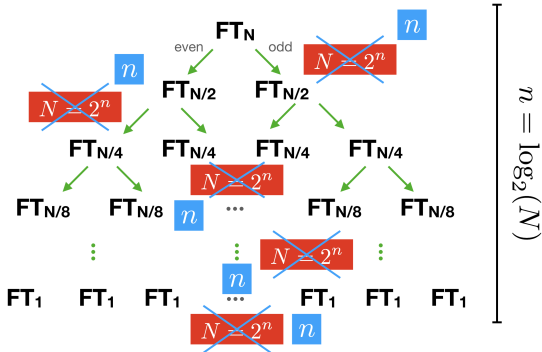 FT_N
n
even
odd
N = 2^n
FT_N/2
FT_N/2
n
N = 2^n
FT_N/4
FT_N/4
FT_N/4
FT_N/4
N = 2^n
FT_N/8
FT_N/8
n
...
FT_N/8
FT_N/8
N = 2^n
n
FT_1
FT_1
FT_1
...
FT_1
FT_1
FT_1
N = 2^n
n
n = log_2(N)